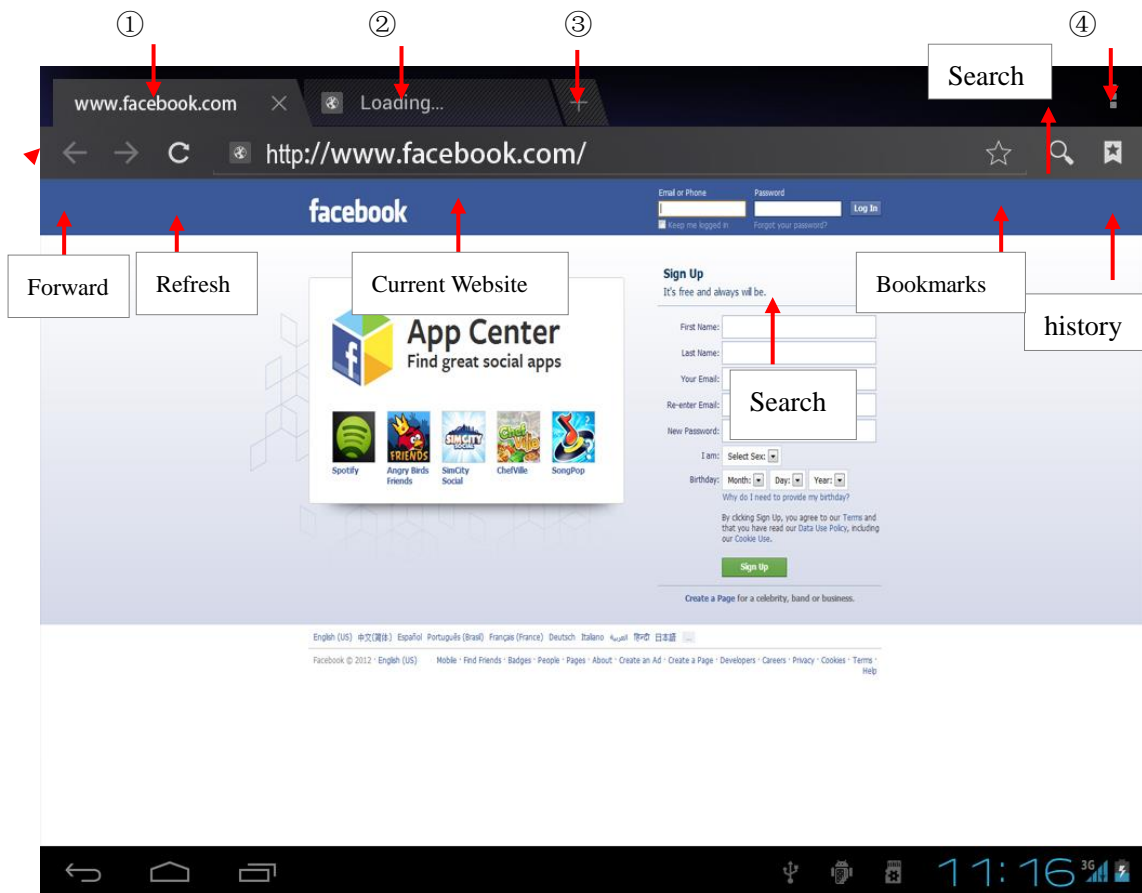 ① ② ③ ④
Search
www.facebook.com
Loading...
http://www.facebook.com/
facebook
Email or Phone
Password
Log In
Keep me logged in
Forgot your password?
Forward
Refresh
Current Website
Bookmarks
history
App Center
Find great social apps
FRIENDS
SIMCITY
SOCIAL
Chef Ville
Spotify
Angry Birds Friends
SimCity Social
ChefVille
SongPop
Sign Up
It's free and always will be.
First Name:
Last Name:
Your Email:
Search
Re-enter Email:
New Password:
I am: Select Sex:
Birthday: Month: Day: Year:
Why do I need to provide my birthday?
By clicking Sign Up, you agree to our Terms and
that you have read our Data Use Policy, including
our Cookie Use.
Sign Up
Create a Page for a celebrity, band or business.
English (US) 中文(简体) Español Português (Brasil) Français (France) Deutsch Italiano العربية हिन्दी 日本語 ...
Facebook © 2012 · English (US)
Mobile · Find Friends · Badges · People · Pages · About · Create an Ad · Create a Page · Developers · Careers · Privacy · Cookies · Terms ·
Help
11:16 3G